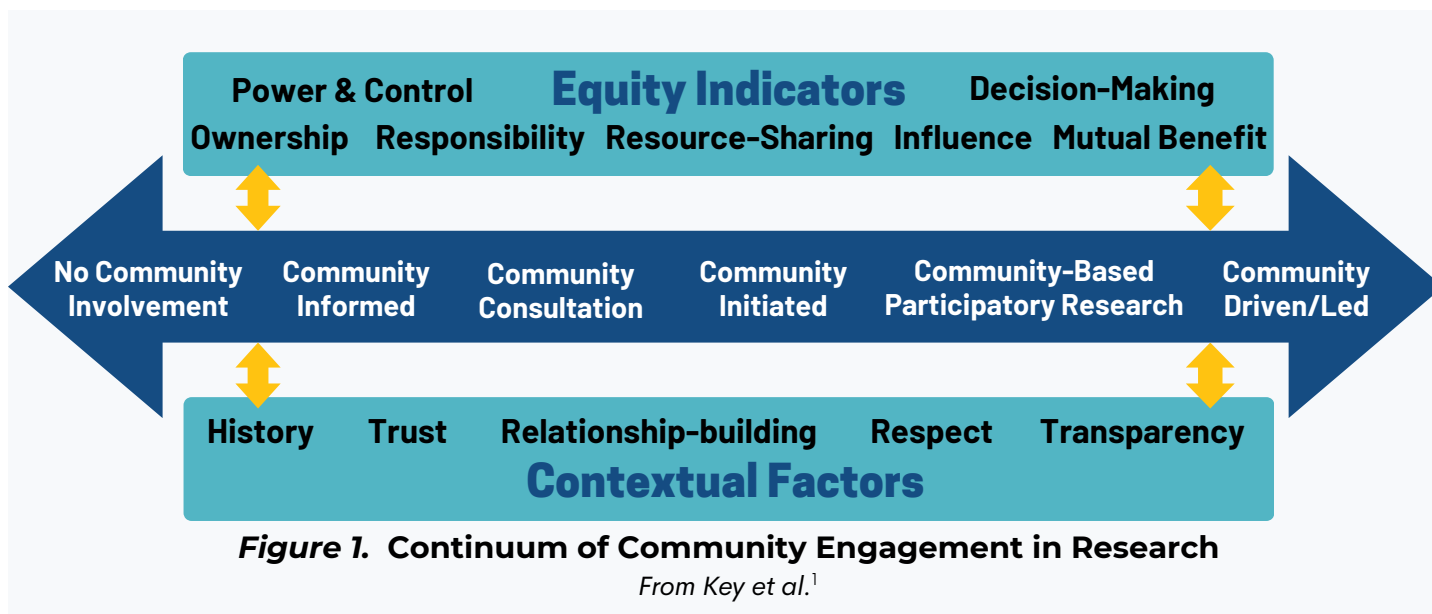 Power & Control Equity Indicators Decision-Making
Ownership Responsibility Resource-Sharing Influence Mutual Benefit
No Community Involvement
Community Informed
Community Consultation
Community Initiated
Community-Based Participatory Research
Community Driven/Led
History Trust Relationship-building Respect Transparency
Contextual Factors
Figure 1. Continuum of Community Engagement in Research
From Key et al.1